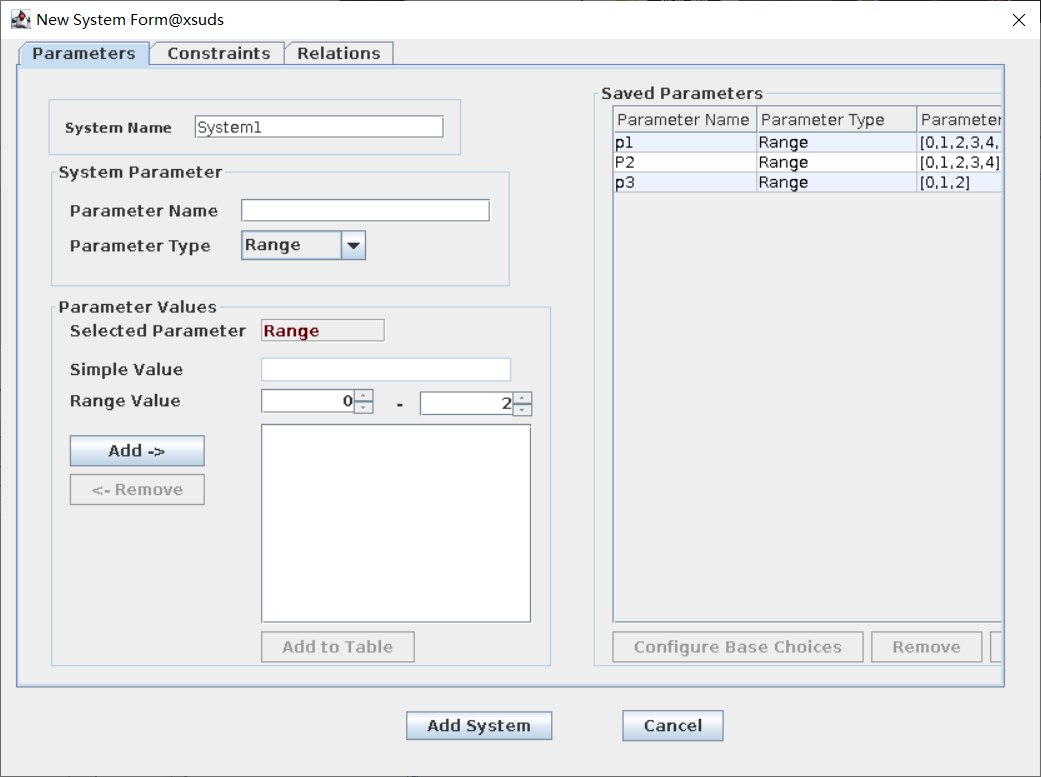 New System Form@xsuds
Parameters Constraints Relations
System Name System1
System Parameter
Parameter Name
Parameter Type Range
Parameter Values
Selected Parameter Range
Simple Value
Range Value 0 - 2
Add ->
<- Remove
Add to Table
Saved Parameters
Parameter Name Parameter Type Parameter
p1 Range [0,1,2,3,4,
P2 Range [0,1,2,3,4]
p3 Range [0,1,2]
Configure Base Choices Remove
Add System Cancel